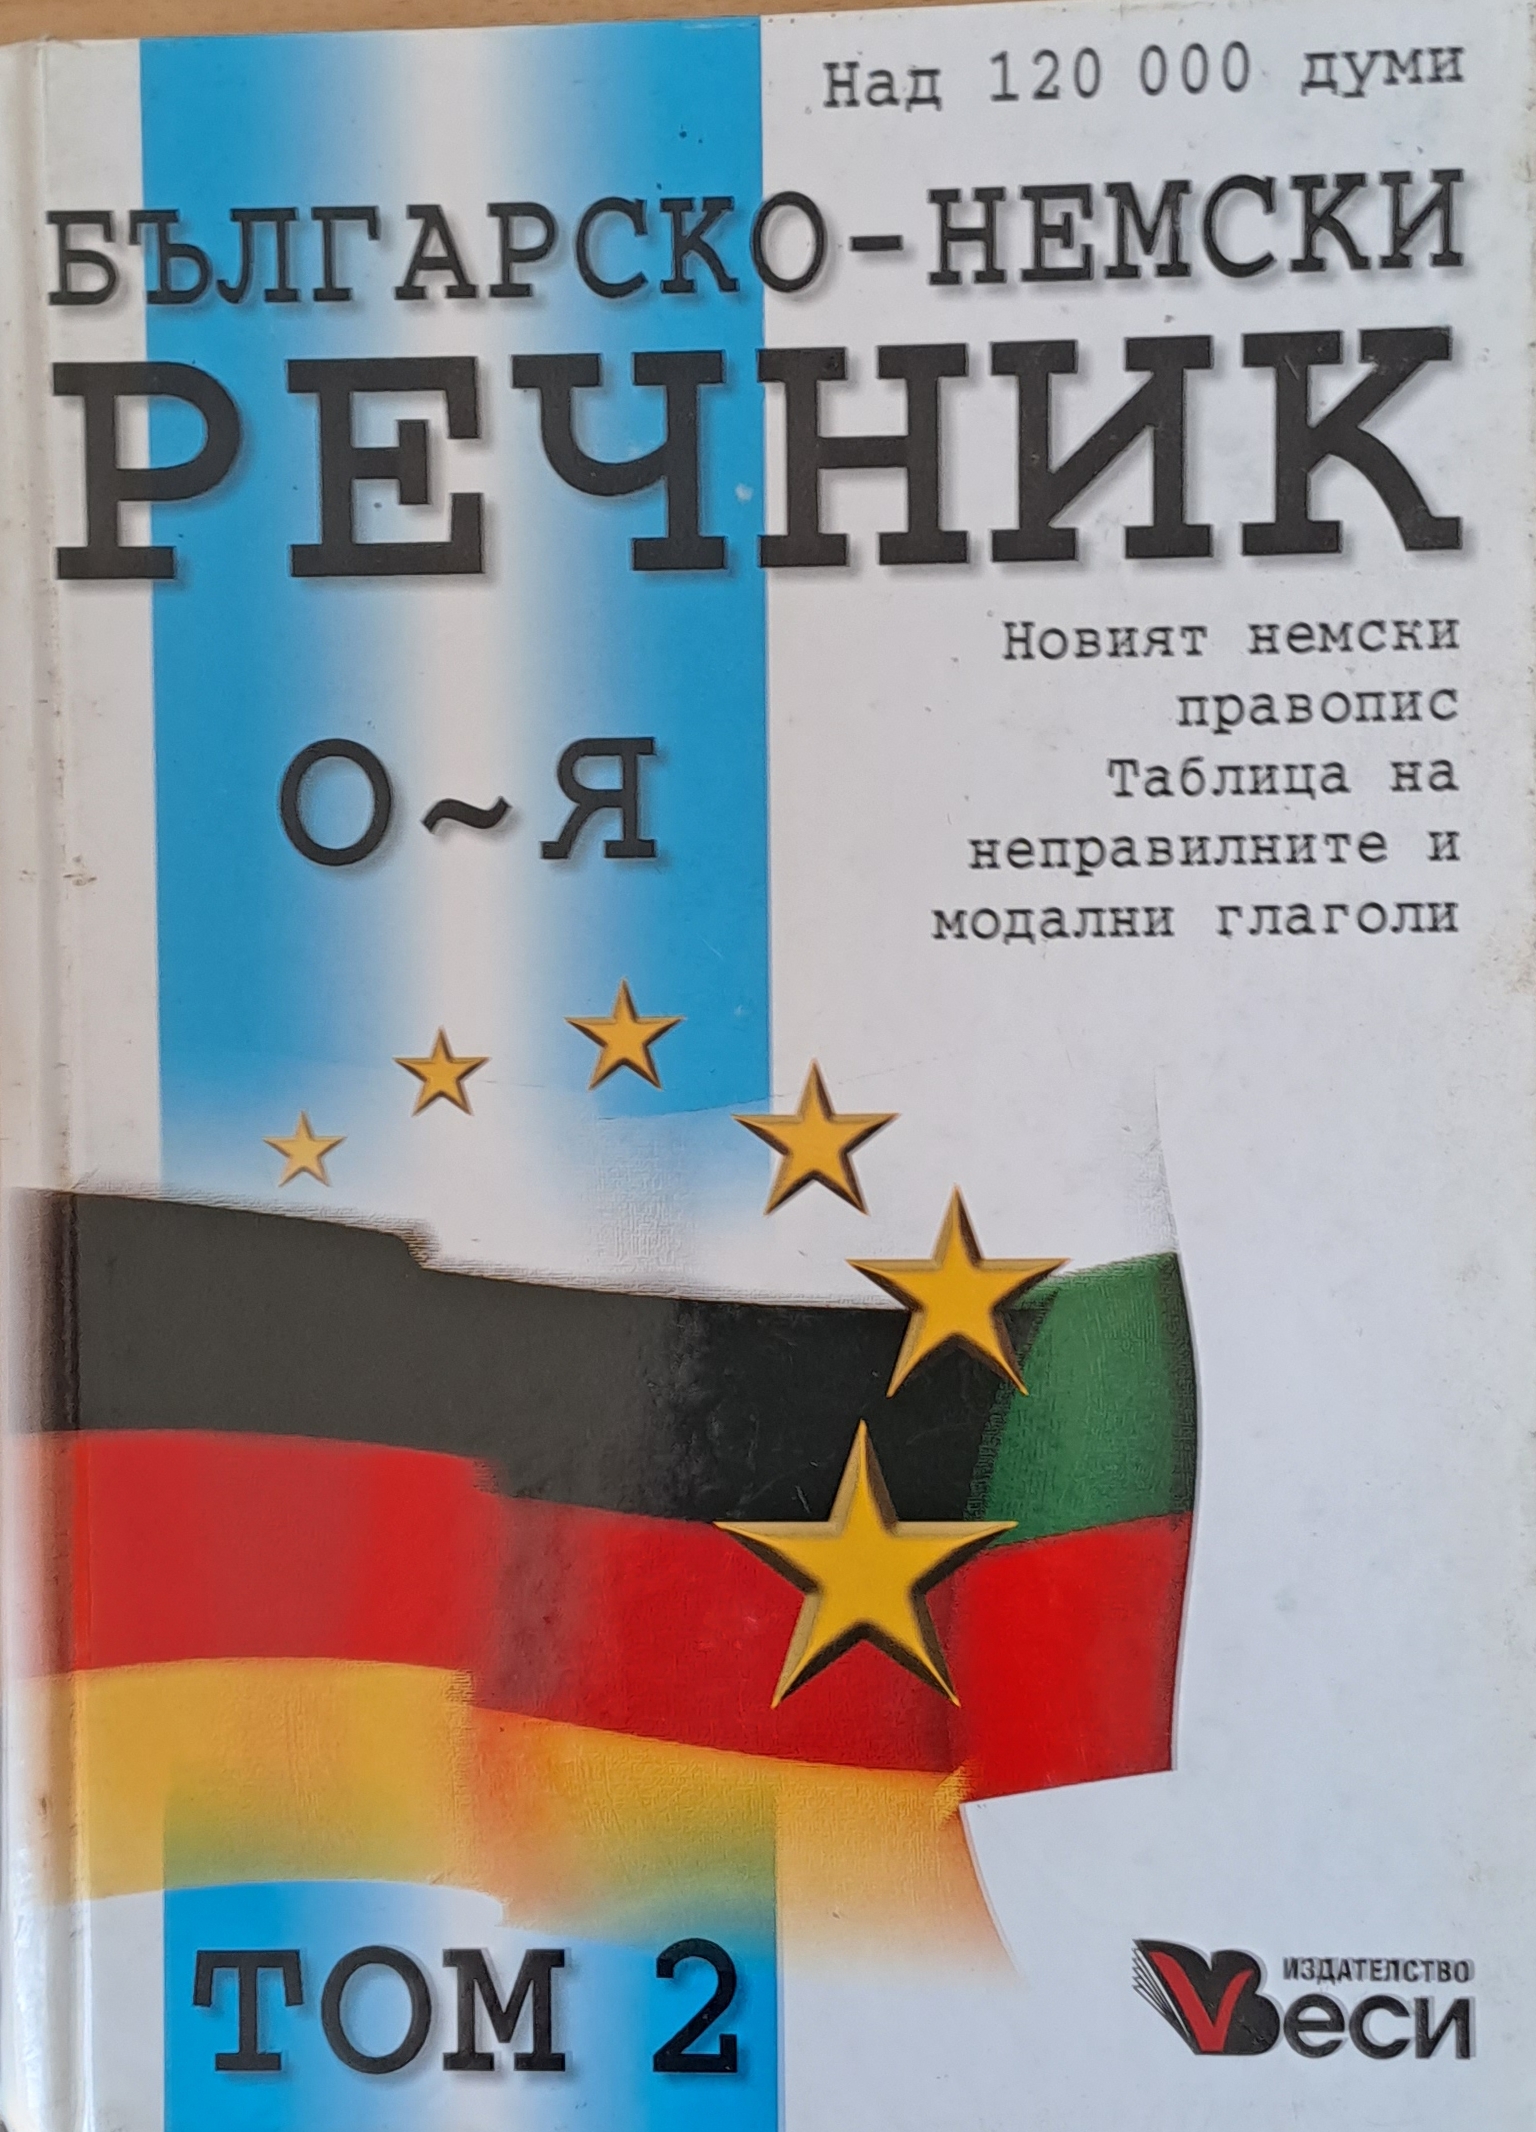 Над 120 000 думи
БЪЛГАРСКО-НЕМСКИ
РЕЧНИК
Новият немски
правопис
Таблица на
неправилните и
модални глаголи
О~Я
ТОМ 2
ИЗДАТЕЛСТВО
Веси